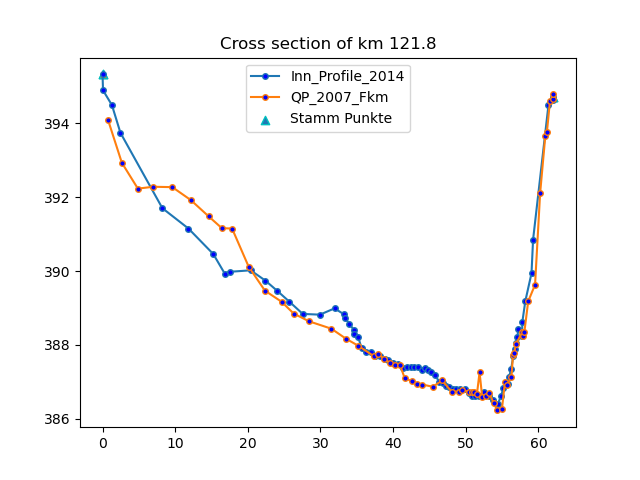 Cross section of km 121.8
Inn_Profile_2014
QP_2007_Fkm
Stamm Punkte
394
392
390
388
386
0 10 20 30 40 50 60